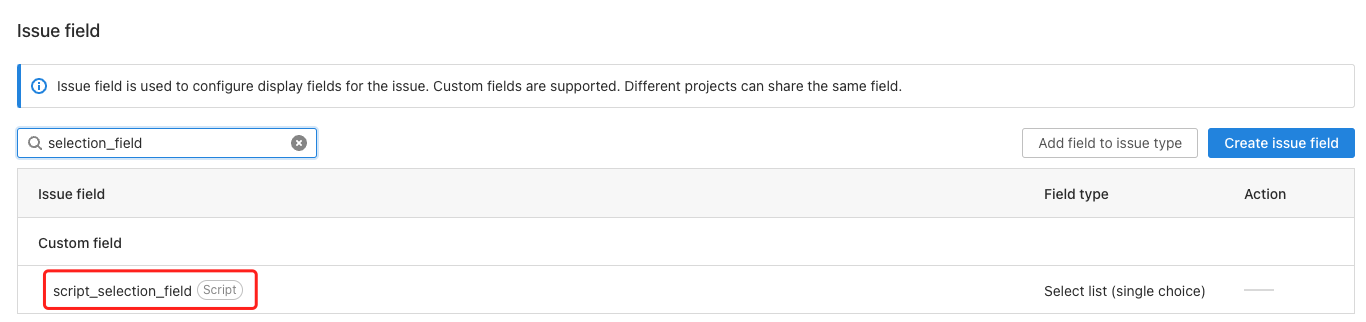 Issue field
Issue field is used to configure display fields for the issue. Custom fields are supported. Different projects can share the same field.
selection_field Add field to issue type Create issue field
Issue field Field type Action
Custom field
script_selection_field Script Select list (single choice)